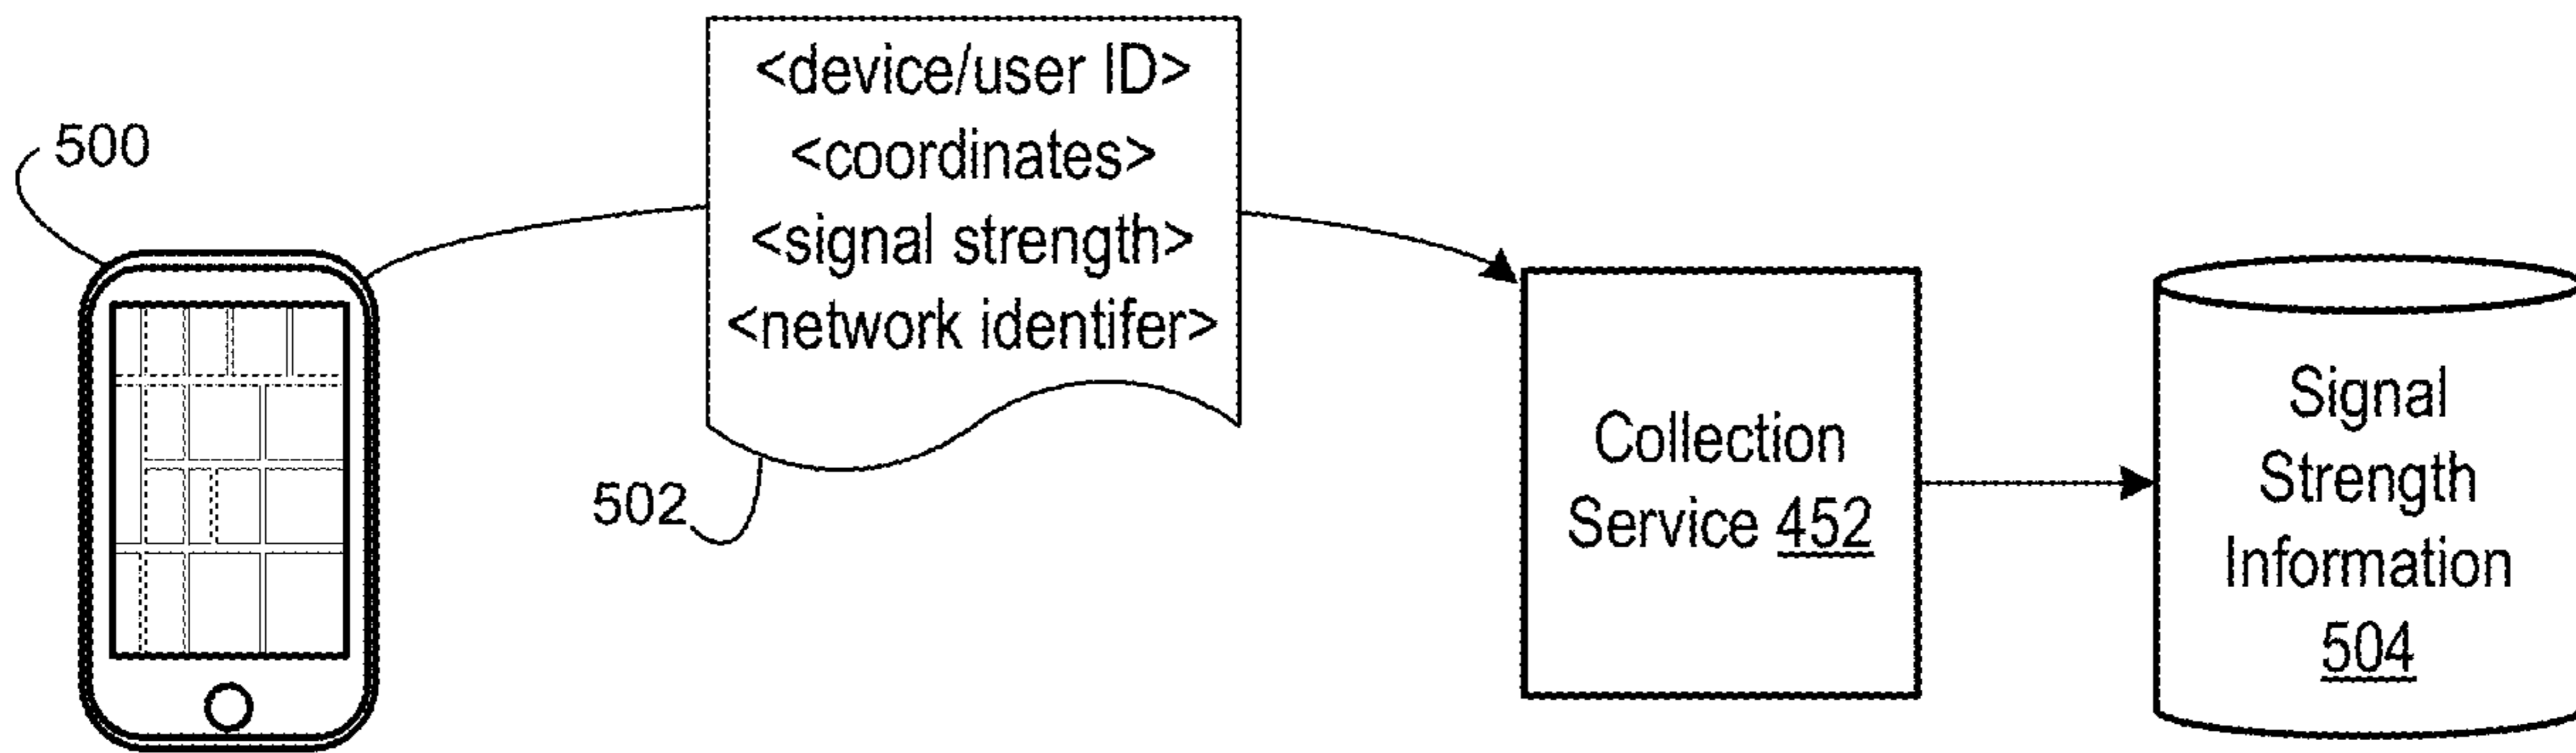 500
<device/user ID>
<coordinates>
<signal strength>
<network identifer>
502
Collection
Service 452
Signal
Strength
Information
504